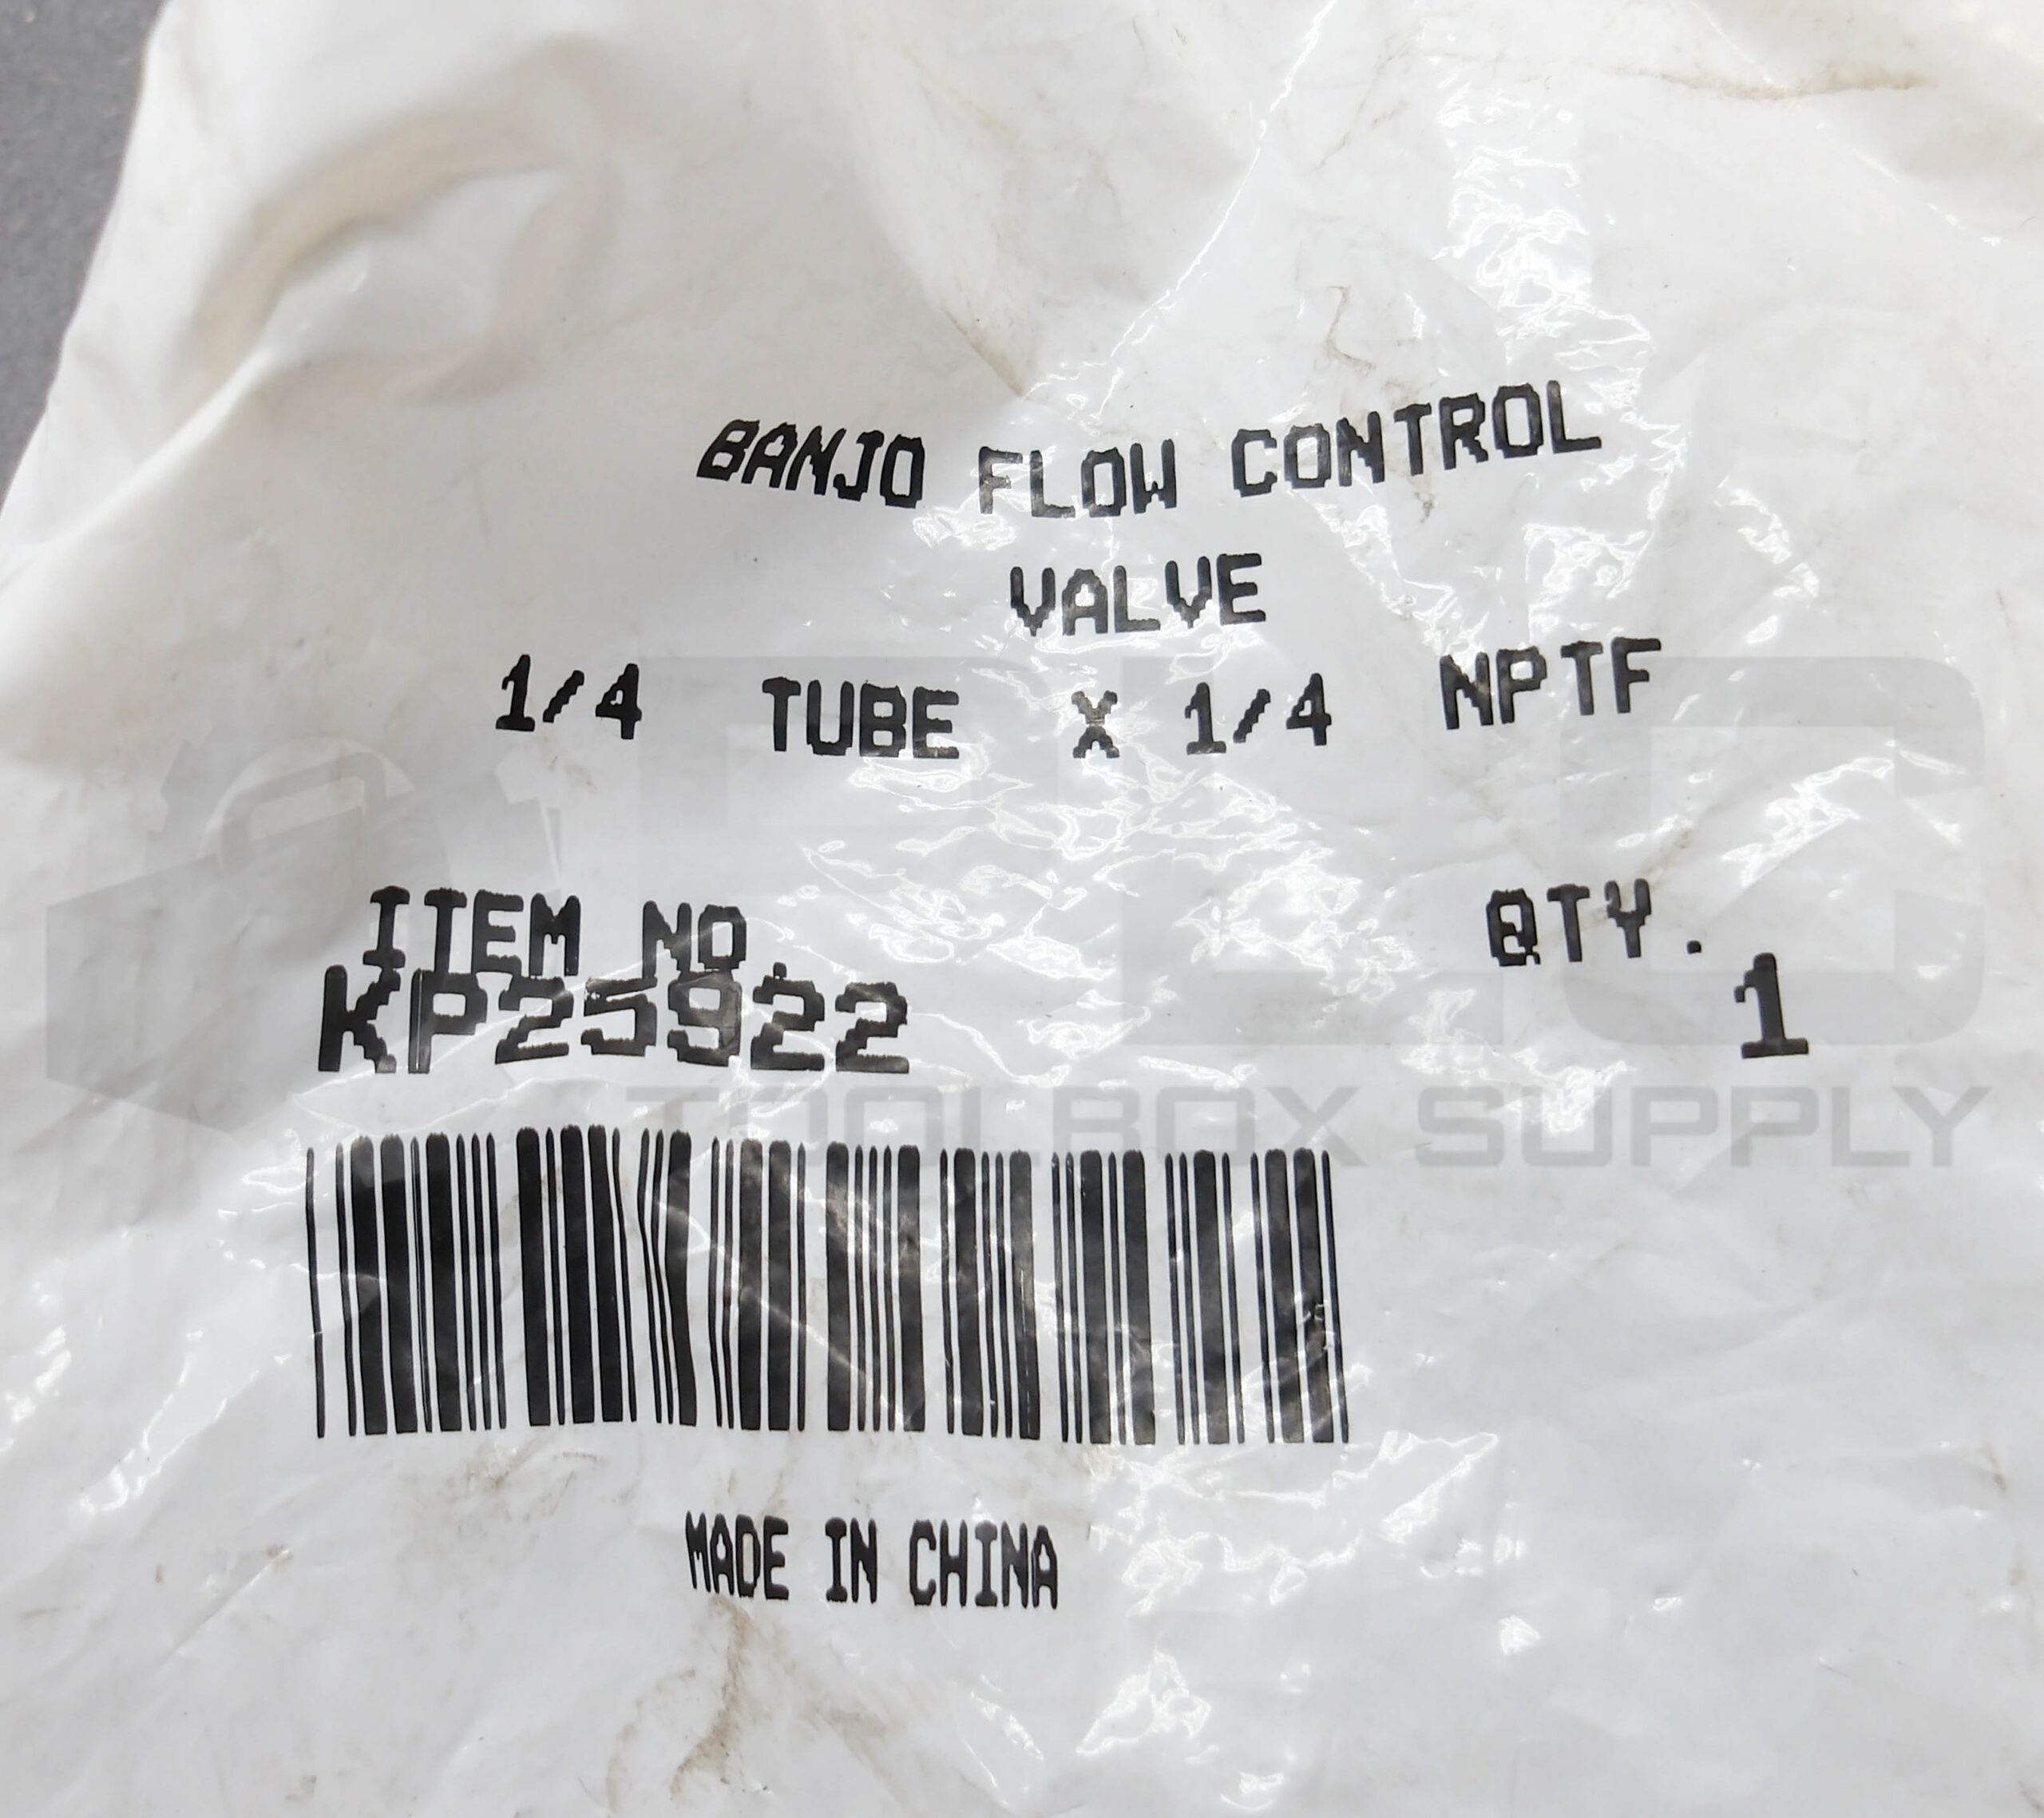 BANJO FLOW CONTROL
VALVE
1/4 TUBE X 1/4 NPTF
ITEM NO.
QTY.
KP25922
1
TOOLBOX SUPPLY
MADE IN CHINA